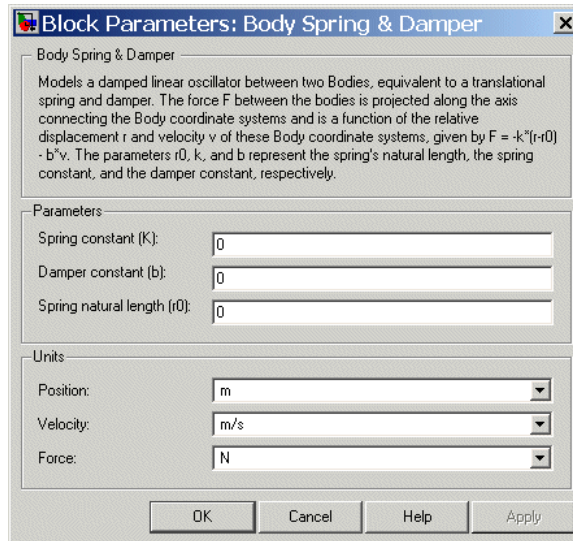 Block Parameters: Body Spring & Damper
Body Spring & Damper
Models a damped linear oscillator between two Bodies, equivalent to a translational
spring and damper. The force F between the bodies is projected along the axis
connecting the Body coordinate systems and is a function of the relative
displacement r and velocity v of these Body coordinate systems, given by F = -k*(r-r0)
- b*v. The parameters r0, k, and b represent the spring's natural length, the spring
constant, and the damper constant, respectively.
Parameters
Spring constant (K): 0
Damper constant (b): 0
Spring natural length (r0): 0
Units
Position: m
Velocity: m/s
Force: N
OK Cancel Help Apply